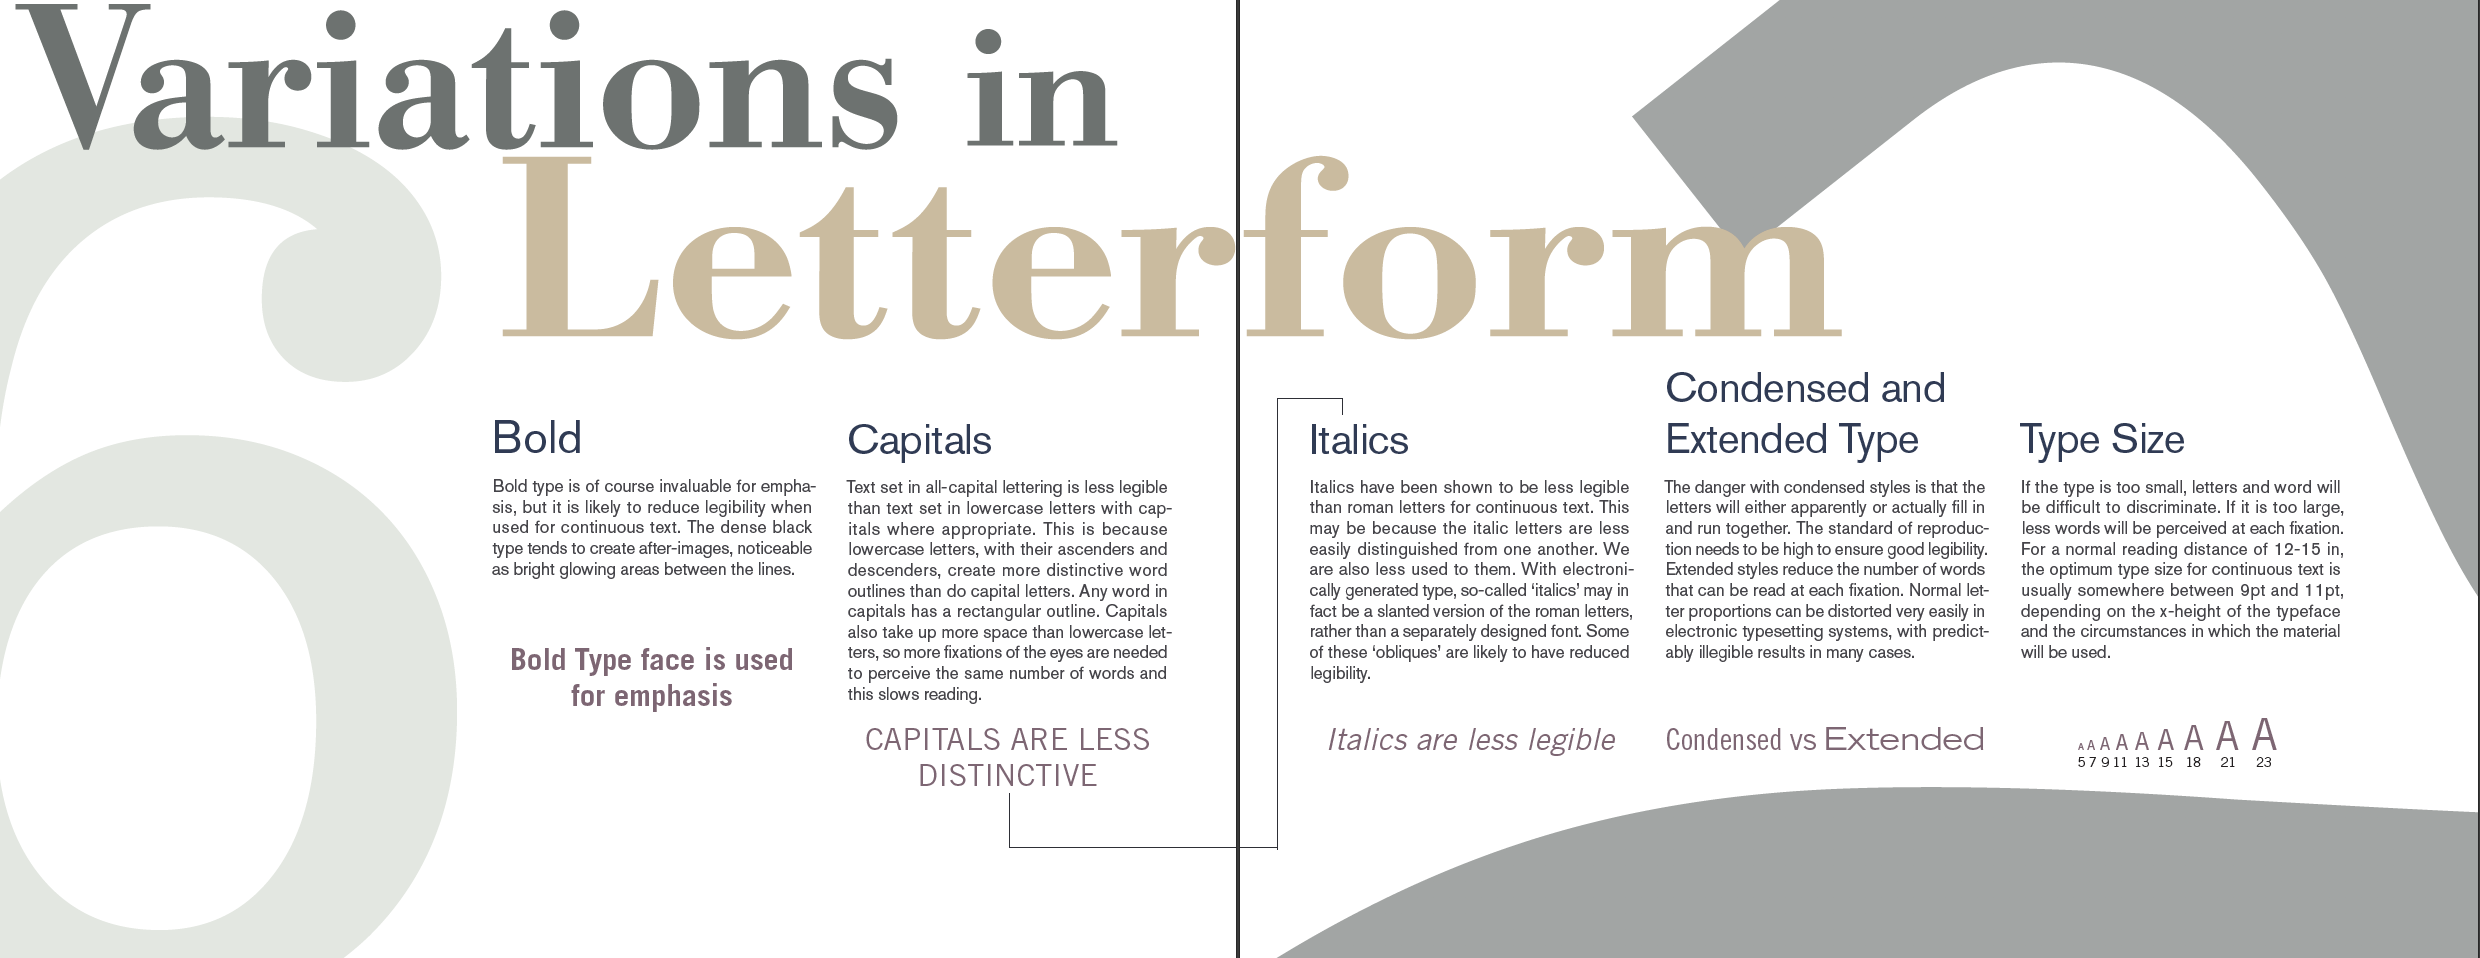 Variations in
Letterform
Bold
Bold type is of course invaluable for empha-
sis, but it is likely to reduce legibility when
used for continuous text. The dense black
type tends to create after-images, noticeable
as bright glowing areas between the lines.
Bold Type face is used
for emphasis
Capitals
Text set in all-capital lettering is less legible
than text set in lowercase letters with cap-
itals where appropriate. This is because
lowercase letters, with their ascenders and
descenders, create more distinctive word
outlines than do capital letters. Any word in
capitals has a rectangular outline. Capitals
also take up more space than lowercase let-
ters, so more fixations of the eyes are needed
to perceive the same number of words and
this slows reading.
CAPITALS ARE LESS
DISTINCTIVE
Italics
Italics have been shown to be less legible
than roman letters for continuous text. This
may be because the italic letters are less
easily distinguished from one another. We
are also less used to them. With electroni-
cally generated type, so-called ‘italics’ may in
fact be a slanted version of the roman letters,
rather than a separately designed font. Some
of these ‘obliques’ are likely to have reduced
legibility.
Italics are less legible
Condensed and
Extended Type
The danger with condensed styles is that the
letters will either apparently or actually fill in
and run together. The standard of reproduc-
tion needs to be high to ensure good legibility.
Extended styles reduce the number of words
that can be read at each fixation. Normal let-
ter proportions can be distorted very easily in
electronic typesetting systems, with predict-
ably illegible results in many cases.
Condensed vs Extended
Type Size
If the type is too small, letters and word will
be difficult to discriminate. If it is too large,
less words will be perceived at each fixation.
For a normal reading distance of 12-15 in,
the optimum type size for continuous text is
usually somewhere between 9pt and 11pt,
depending on the x-height of the typeface
and the circumstances in which the material
will be used.
A A A A A A A A A
5 7 9 11 13 15 18 21 23
6